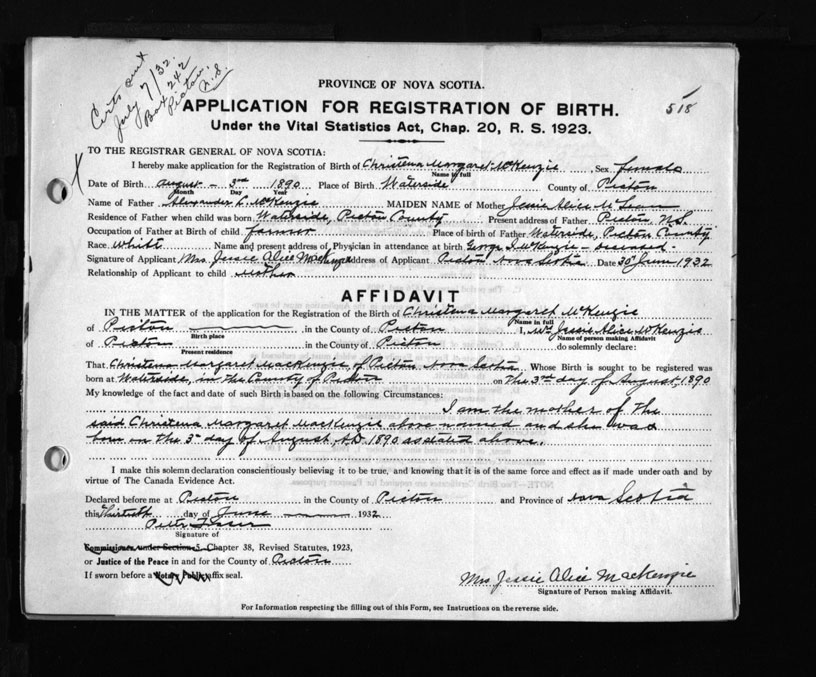 Certs sent
July 7/32.
Box 242
Pictou,
N.S.
518
PROVINCE OF NOVA SCOTIA.
APPLICATION FOR REGISTRATION OF BIRTH.
Under the Vital Statistics Act, Chap. 20, R. S. 1923.
TO THE REGISTRAR GENERAL OF NOVA SCOTIA:
I hereby make application for the Registration of Birth of Christena Margaret McKenzie, Sex female
Name in full
Date of Birth August - 3rd 1890 Place of Birth Waterside County of Pictou
Month Day Year
Name of Father Alexander C. McKenzie MAIDEN NAME of Mother Jessie Alice McLean
Residence of Father when child was born Waterside, Pictou County Present address of Father Pictou, N.S.
Occupation of Father at Birth of child farmer Place of birth of Father Waterside, Pictou County
Race White Name and present address of Physician in attendance at birth George McKenzie - deceased.
Signature of Applicant Mrs. Jessie Alice MacKenzie Address of Applicant Pictou Nova Scotia Date 30th June 1932
Relationship of Applicant to child mother
AFFIDAVIT
IN THE MATTER of the application for the Registration of the Birth of Christena Margaret McKenzie
Name in full
of Pictou in the County of Pictou I, Mrs Jessie Alice McKenzie
Birth place Name of person making Affidavit
of Pictou in the County of Pictou do solemnly declare:
Present residence
That Christena Margaret MacKenzie of Pictou Nova Scotia Whose Birth is sought to be registered was
born at Waterside, in the County of Pictou on the 3rd day of August, 1890
My knowledge of the fact and date of such Birth is based on the following Circumstances:
I am the mother of the
said Christena Margaret MacKenzie above named and she was
born on the 3rd day of August, A.D. 1890 as stated above.
I make this solemn declaration conscientiously believing it to be true, and knowing that it is of the same force and effect as if made under oath and by
virtue of The Canada Evidence Act.
Declared before me at Pictou in the County of Pictou and Province of Nova Scotia
this Thirtieth day of June 1932
Peter Fraser
Signature of
Commissioner under Section 5, Chapter 38, Revised Statutes, 1923,
or Justice of the Peace in and for the County of Pictou
If sworn before a Notary Public, affix seal.
Mrs Jessie Alice MacKenzie
Signature of Person making Affidavit.
For Information respecting the filling out of this Form, see Instructions on the reverse side.